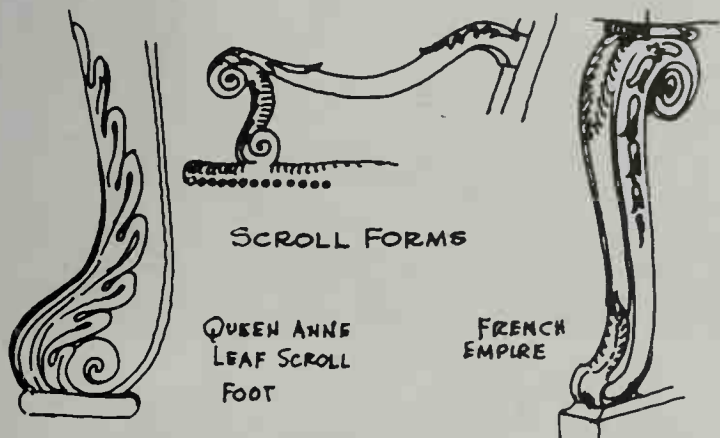 SCROLL FORMS
QUEEN ANNE
LEAF SCROLL
FOOT
FRENCH
EMPIRE